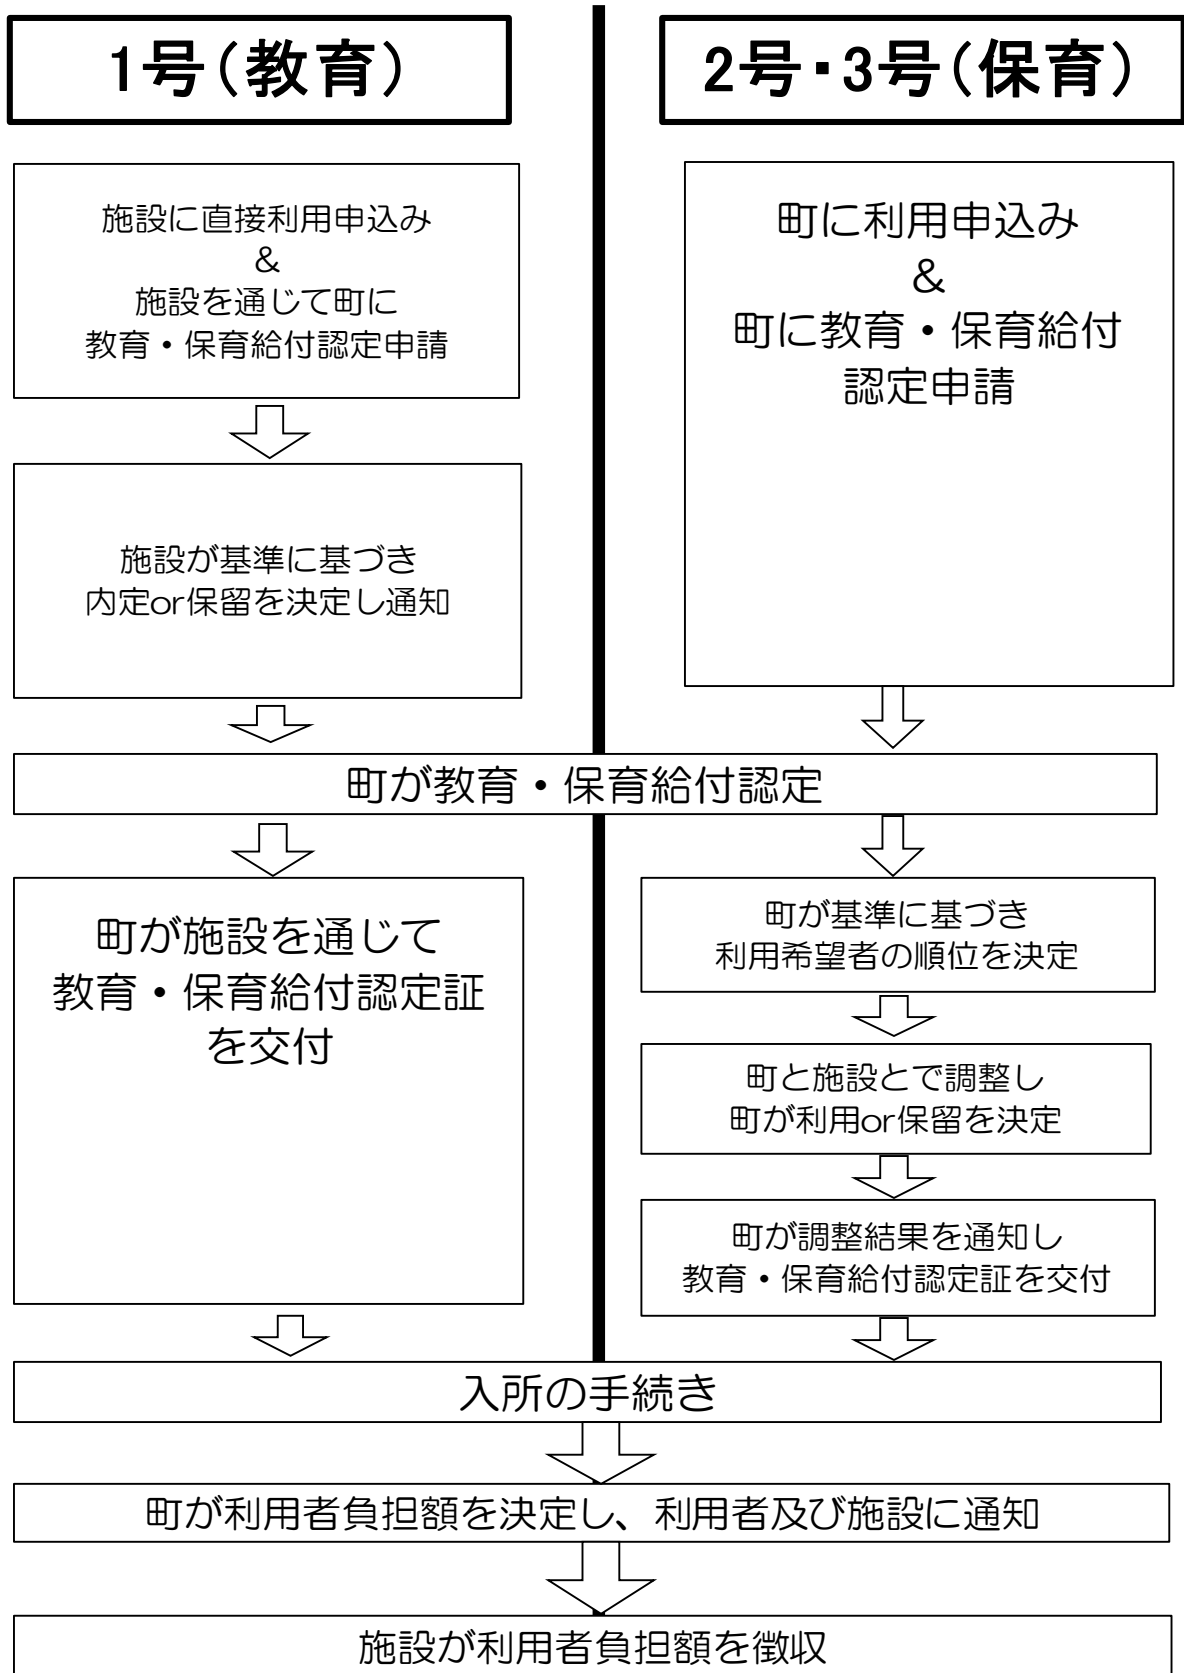 1号(教育)
2号・3号(保育)
施設に直接利用申込み
&
施設を通じて町に
教育・保育給付認定申請
町に利用申込み
&
町に教育・保育給付
認定申請
施設が基準に基づき
内定or保留を決定し通知
町が教育・保育給付認定
町が施設を通じて
教育・保育給付認定証
を交付
町が基準に基づき
利用希望者の順位を決定
町と施設とで調整し
町が利用or保留を決定
町が調整結果を通知し
教育・保育給付認定証を交付
入所の手続き
町が利用者負担額を決定し、利用者及び施設に通知
施設が利用者負担額を徴収